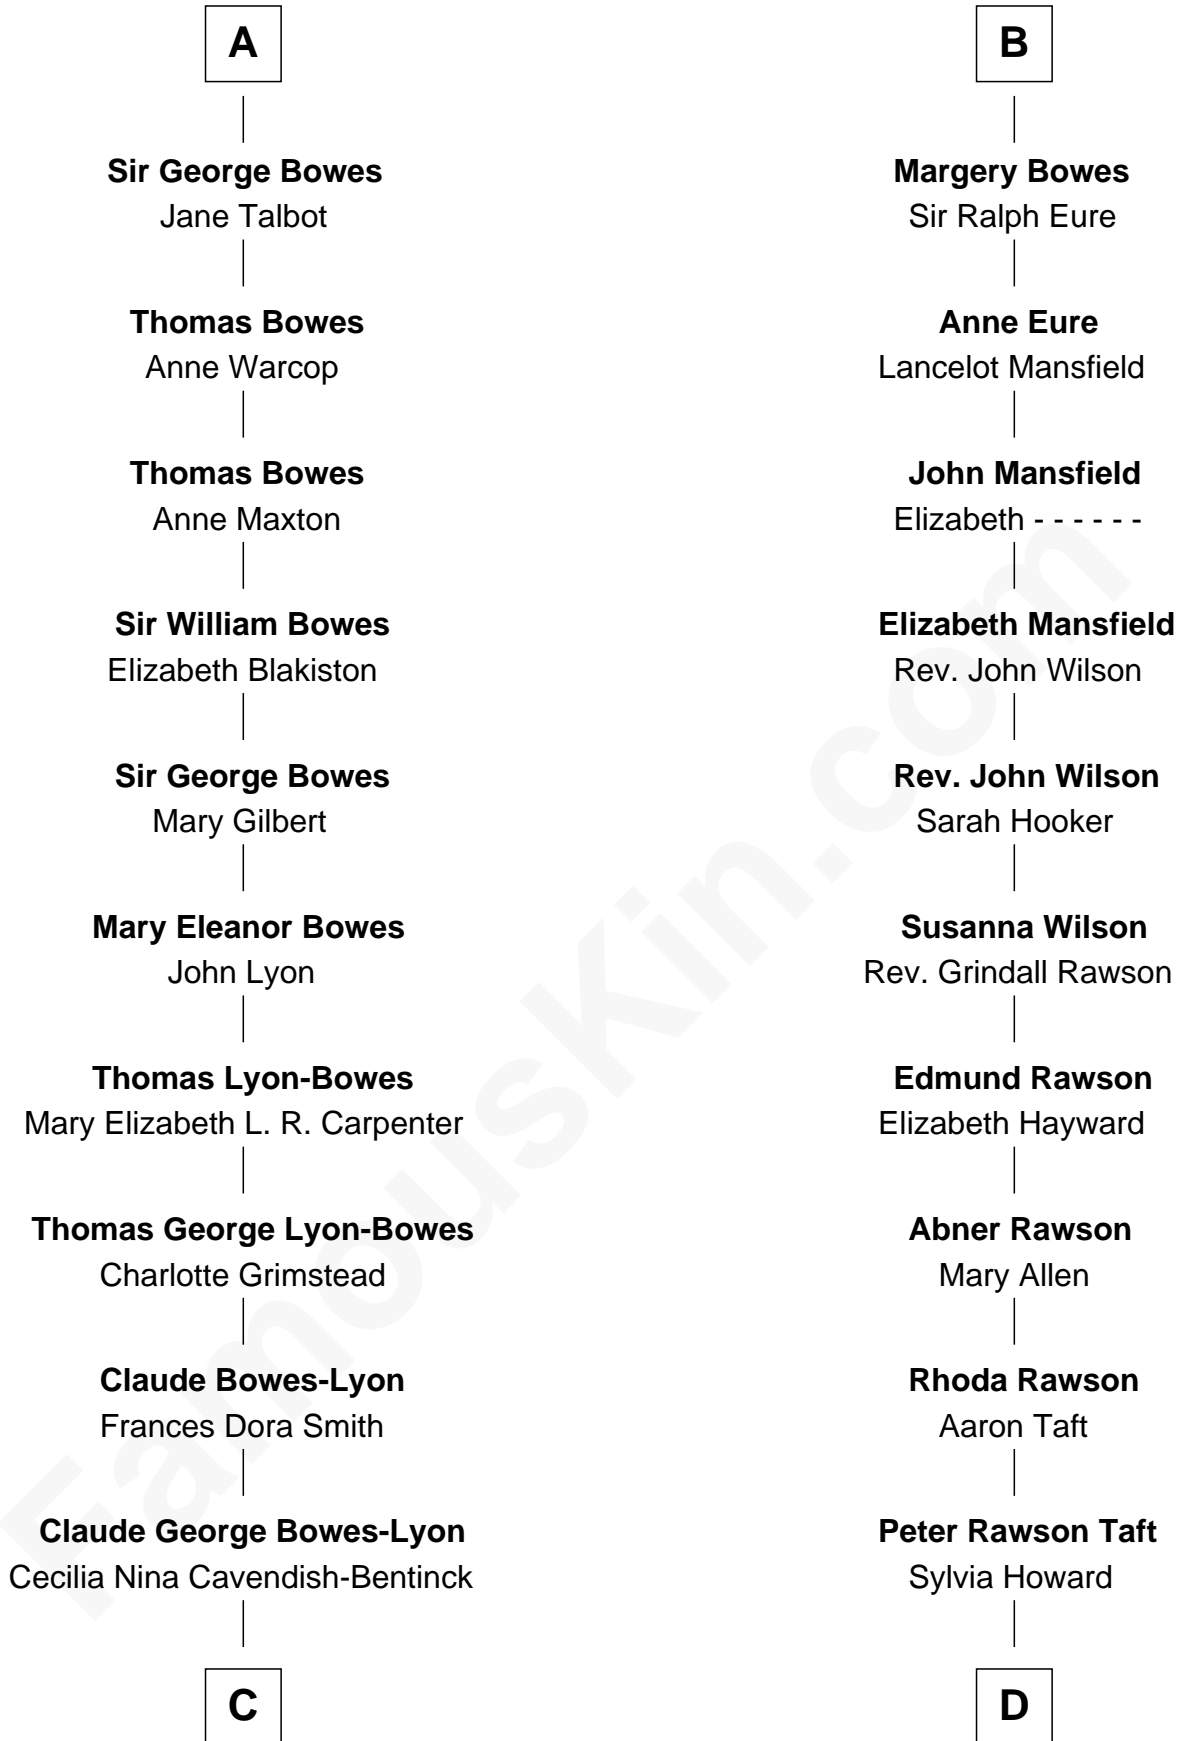 A
Sir George Bowes
Jane Talbot
Thomas Bowes
Anne Warcop
Thomas Bowes
Anne Maxton
Sir William Bowes
Elizabeth Blakiston
Sir George Bowes
Mary Gilbert
Mary Eleanor Bowes
John Lyon
Thomas Lyon-Bowes
Mary Elizabeth L. R. Carpenter
Thomas George Lyon-Bowes
Charlotte Grimstead
Claude Bowes-Lyon
Frances Dora Smith
Claude George Bowes-Lyon
Cecilia Nina Cavendish-Bentinck
C
B
Margery Bowes
Sir Ralph Eure
Anne Eure
Lancelot Mansfield
John Mansfield
Elizabeth - - - - - -
Elizabeth Mansfield
Rev. John Wilson
Rev. John Wilson
Sarah Hooker
Susanna Wilson
Rev. Grindall Rawson
Edmund Rawson
Elizabeth Hayward
Abner Rawson
Mary Allen
Rhoda Rawson
Aaron Taft
Peter Rawson Taft
Sylvia Howard
D
FamousKin.com